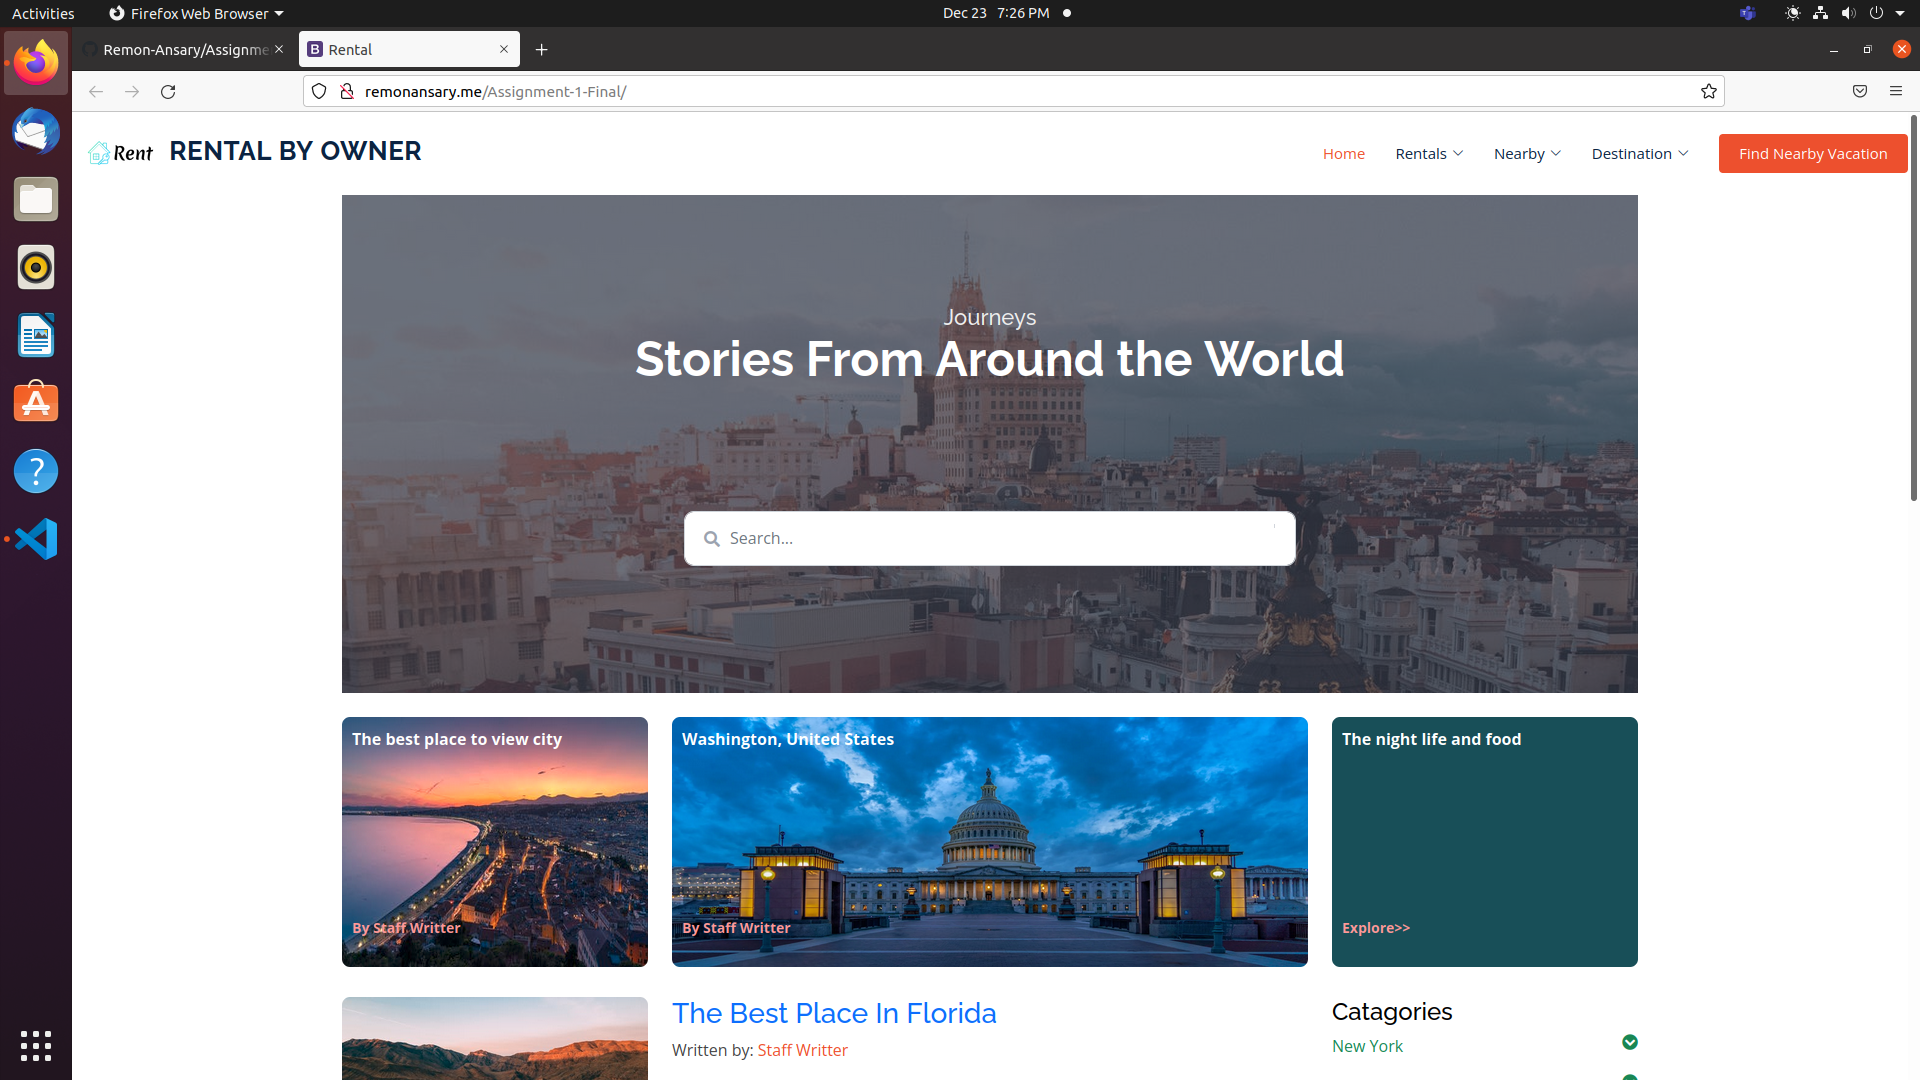 Activities
Firefox Web Browser
Dec 23 7:26 PM
Remon-Ansary/Assignme
Rental
remonansary.me/Assignment-1-Final/
Rent
RENTAL BY OWNER
Home
Rentals
Nearby
Destination
Find Nearby Vacation
Journeys
Stories From Around the World
Search...
The best place to view city
By Staff Writter
Washington, United States
By Staff Writter
The night life and food
Explore>>
The Best Place In Florida
Written by: Staff Writter
Catagories
New York